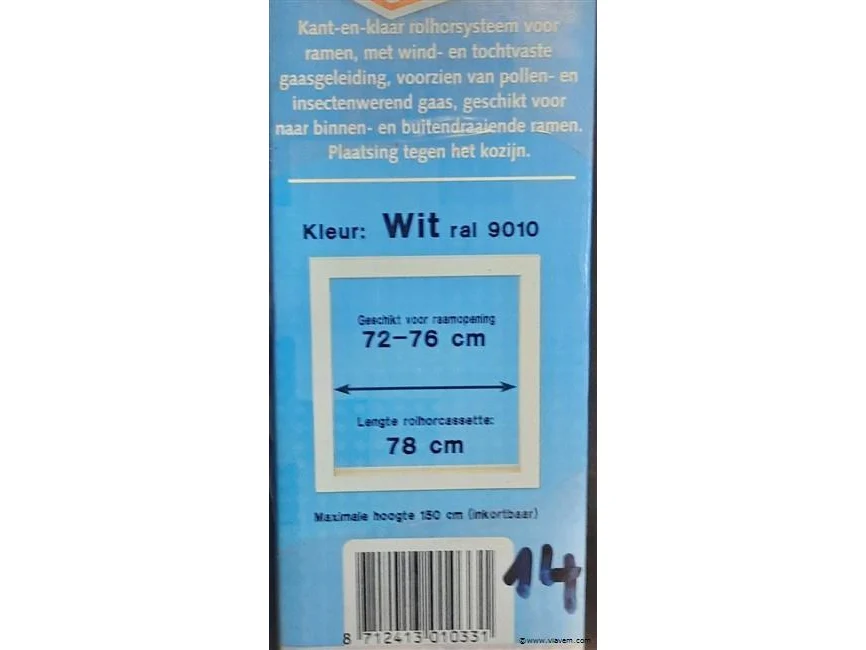 Kant-en-klaar rolhorsysteem voor
ramen, met wind- en tochtvaste
gaasgeleiding, voorzien van pollen- en
insectenwerend gaas, geschikt voor
naar binnen- en buitendraaiende ramen.
Plaatsing tegen het kozijn.
Kleur: Wit ral 9010
Geschikt voor raamopening
72-76 cm
Lengte rolhorcassette:
78 cm
Maximale hoogte 150 cm (inkortbaar)
14
8 712413 010331
©www.viavem.com